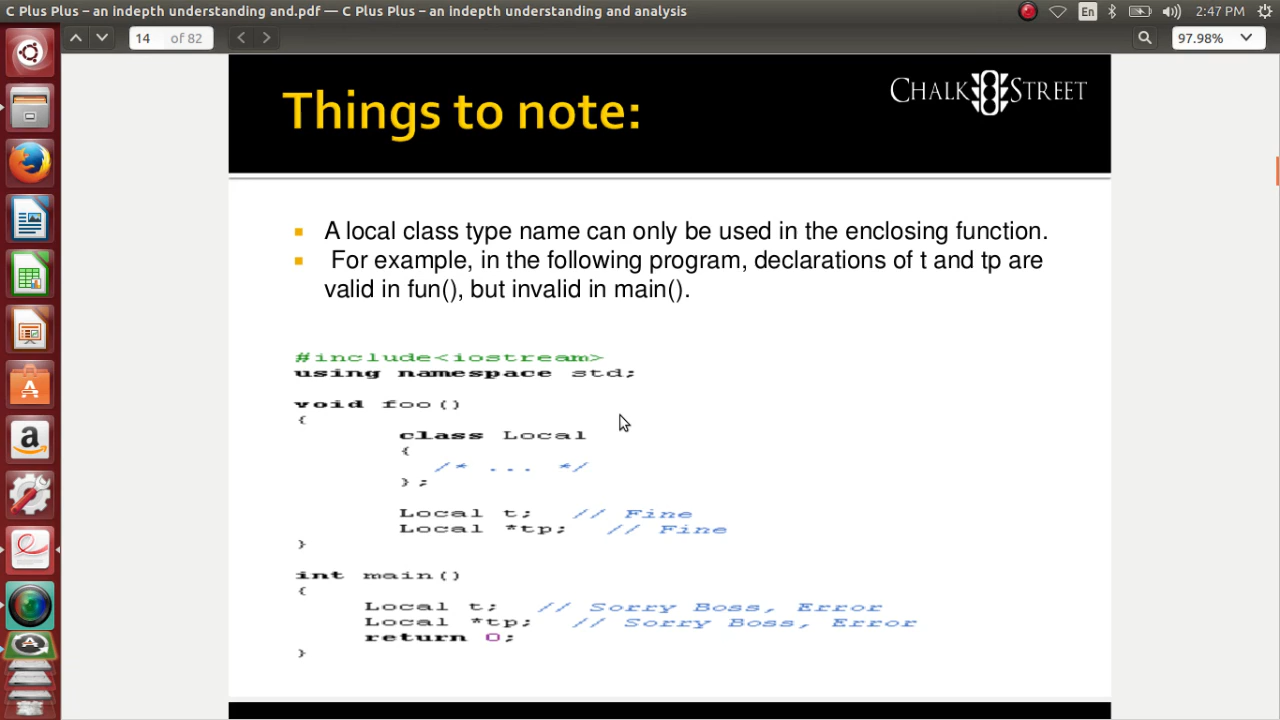 C Plus Plus – an indepth understanding and.pdf — C Plus Plus – an indepth understanding and analysis
En
2:47 PM
14 of 82
97.98%
Things to note:
CHALK STREET
A local class type name can only be used in the enclosing function.
For example, in the following program, declarations of t and tp are
valid in fun(), but invalid in main().
#include<iostream>
using namespace std;
void foo()
{
class Local
{
/* ... */
};
Local t; // Fine
Local *tp; // Fine
}
int main()
{
Local t; // Sorry Boss, Error
Local *tp; // Sorry Boss, Error
return 0;
}